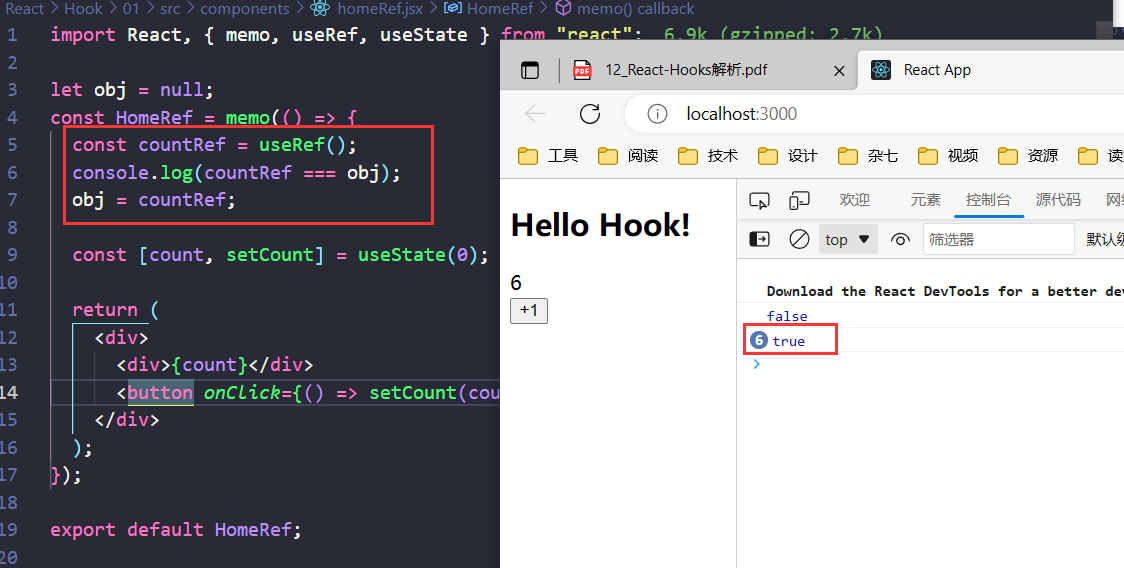 React > Hook > 01 > src > components > homeRef.jsx > HomeRef > memo() callback
1 import React, { memo, useRef, useState } from "react"; 6.9k (gzipped: 2.7k)
2
3 let obj = null;
4 const HomeRef = memo(() => {
5 const countRef = useRef();
6 console.log(countRef === obj);
7 obj = countRef;
8
9 const [count, setCount] = useState(0);
10
11 return (
12 <div>
13 <div>{count}</div>
14 <button onClick={() => setCount(cou
15 </div>
16 );
17 });
18
19 export default HomeRef;
20
12_React-Hooks解析.pdf
React App
localhost:3000
工具 阅读 技术 设计 杂七 视频 资源
Hello Hook!
6
+1
欢迎 元素 控制台 源代码
top 筛选器
Download the React DevTools for a better dev
false
6 true